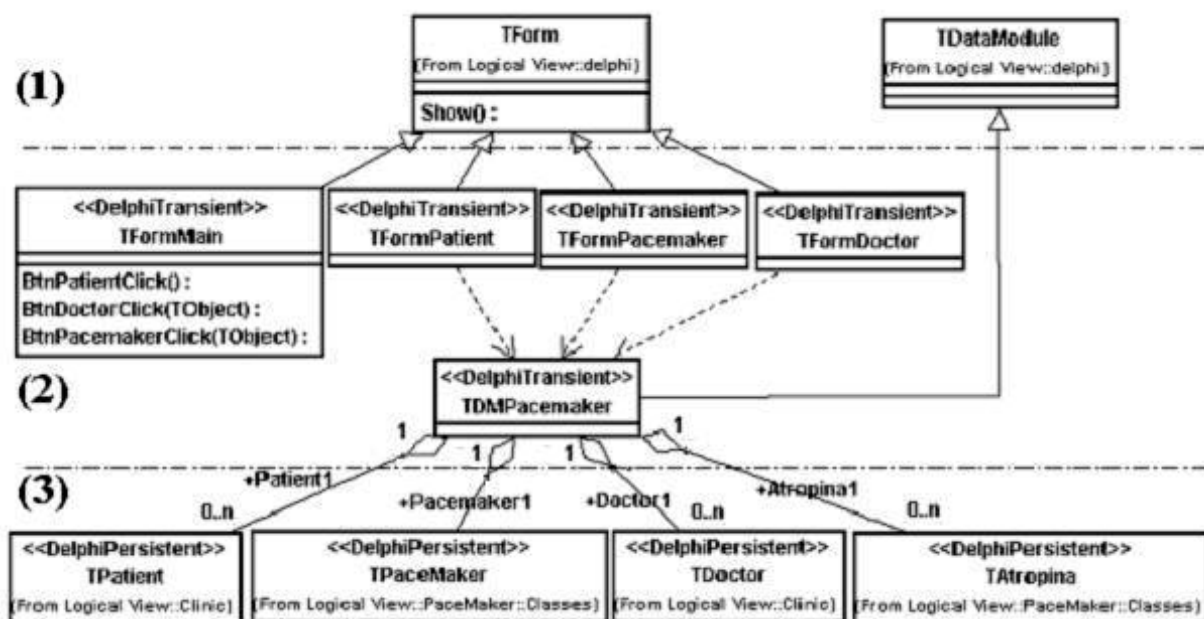 TForm
(From Logical View::delphi)
Show() :
TDataModule
(From Logical View::delphi)
(1)
<<DelphiTransient>>
TFormMain
BtnPatientClick() :
BtnDoctorClick(TObject) :
BtnPacemakerClick(TObject) :
<<DelphiTransient>>
TFormPatient
<<DelphiTransient>>
TFormPacemaker
<<DelphiTransient>>
TFormDoctor
(2)
<<DelphiTransient>>
TDMPacemaker
1
1
1
1
(3)
+Patient1
+Pacemaker1
+Doctor1
+Atropina1
0..n
0..n
0..n
<<DelphiPersistent>>
TPatient
(From Logical View::Clinic)
<<DelphiPersistent>>
TPaceMaker
(From Logical View::PaceMaker::Classes)
<<DelphiPersistent>>
TDoctor
(From Logical View::Clinic)
<<DelphiPersistent>>
TAtropina
(From Logical View::PaceMaker::Classes)